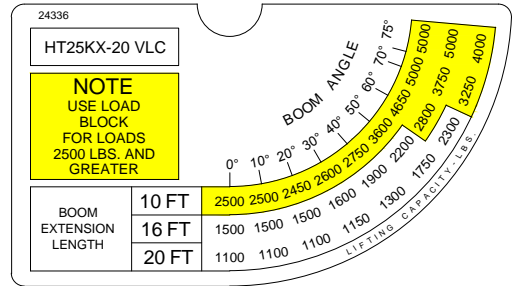 24336
HT25KX-20 VLC
NOTE
USE LOAD
BLOCK
FOR LOADS
2500 LBS. AND
GREATER
BOOM ANGLE
0° 10° 20° 30° 40° 50° 60° 70° 75°
BOOM
EXTENSION
LENGTH
10 FT 2500 2500 2450 2600 2750 3600 4650 5000 5000
16 FT 1500 1500 1500 1600 1900 2200 2800 3750 5000
20 FT 1100 1100 1100 1150 1300 1750 2300 3250 4000
LIFTING CAPACITY-LBS.